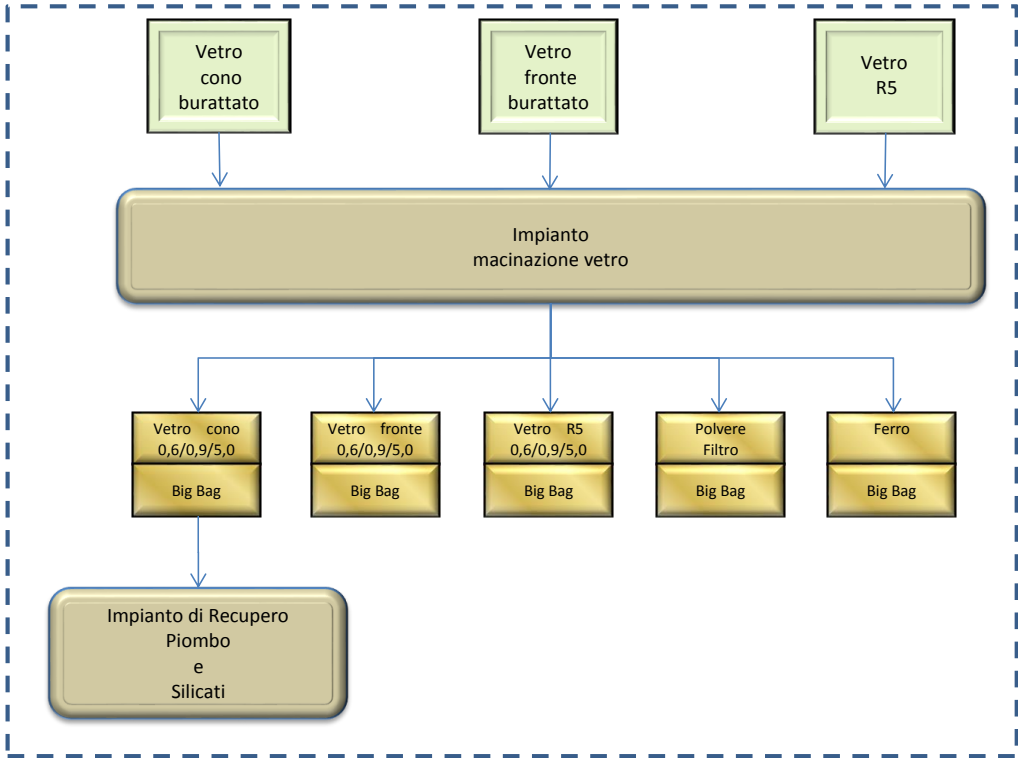 Vetro
cono
burattato
Vetro
fronte
burattato
Vetro
R5
Impianto
macinazione vetro
Vetro cono
0,6/0,9/5,0
Big Bag
Vetro fronte
0,6/0,9/5,0
Big Bag
Vetro R5
0,6/0,9/5,0
Big Bag
Polvere
Filtro
Big Bag
Ferro
Big Bag
Impianto di Recupero
Piombo
e
Silicati